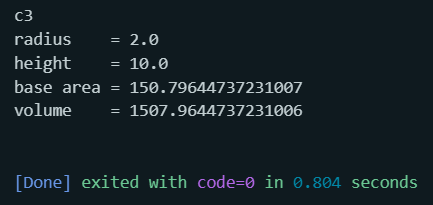 c3
radius    = 2.0
height    = 10.0
base area = 150.79644737231007
volume    = 1507.9644737231006
[Done] exited with code=0 in 0.804 seconds